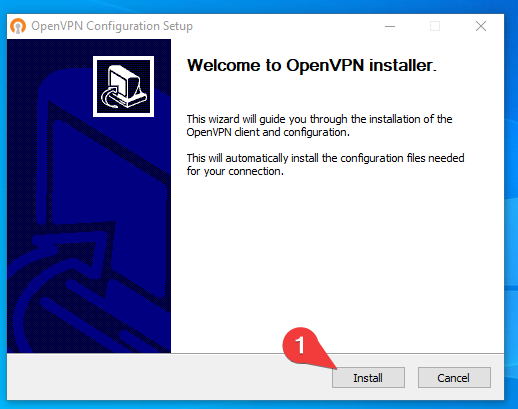 OpenVPN Configuration Setup
Welcome to OpenVPN installer.
This wizard will guide you through the installation of the
OpenVPN client and configuration.
This will automatically install the configuration files needed
for your connection.
1
Install
Cancel